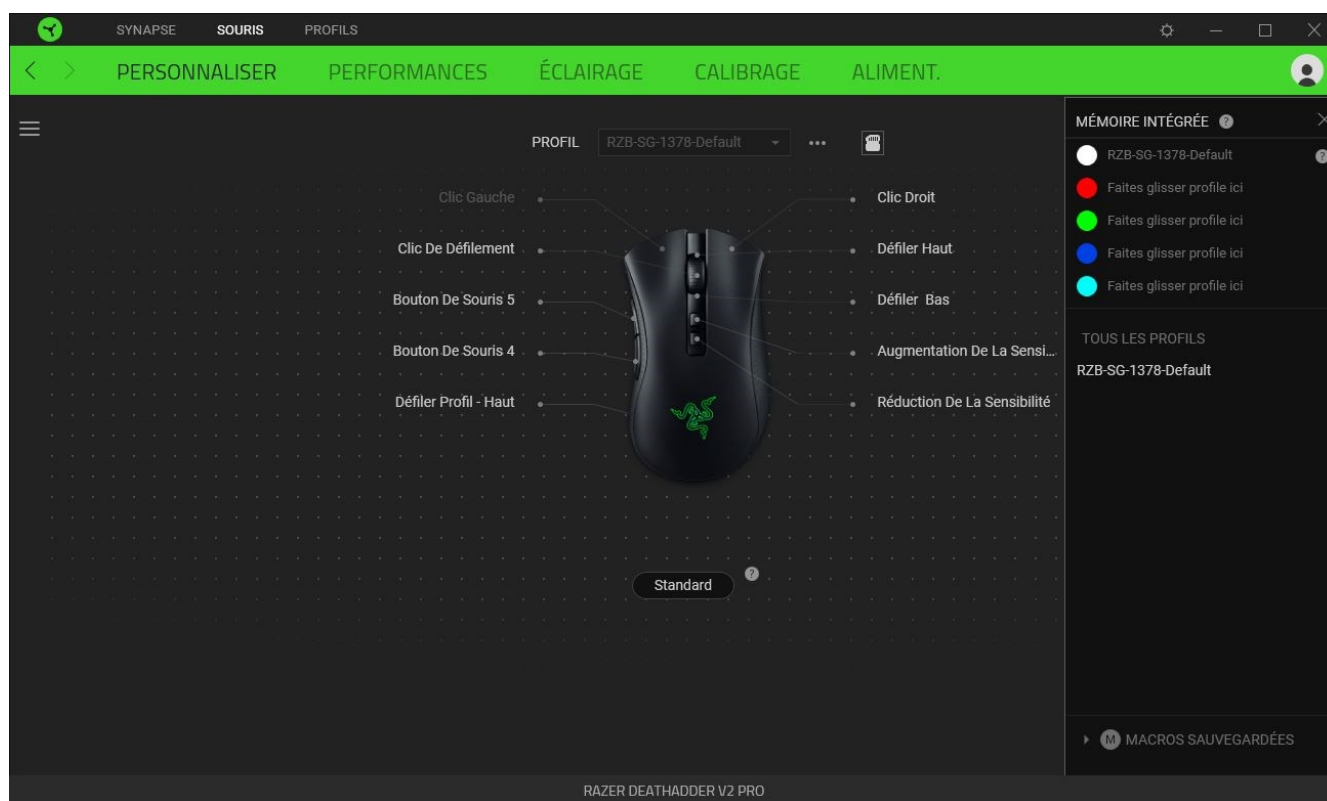 SYNAPSE SOURIS PROFILS
PERSONNALISER PERFORMANCES ÉCLAIRAGE CALIBRAGE ALIMENT.
PROFIL RZB-SG-1378-Default
Clic Gauche
Clic De Défilement
Bouton De Souris 5
Bouton De Souris 4
Défiler Profil - Haut
Clic Droit
Défiler Haut
Défiler Bas
Augmentation De La Sensi...
Réduction De La Sensibilité
Standard ?
MÉMOIRE INTÉGRÉE ?
RZB-SG-1378-Default ?
Faites glisser profile ici
Faites glisser profile ici
Faites glisser profile ici
Faites glisser profile ici
TOUS LES PROFILS
RZB-SG-1378-Default
M MACROS SAUVEGARDÉES
RAZER DEATHADDER V2 PRO